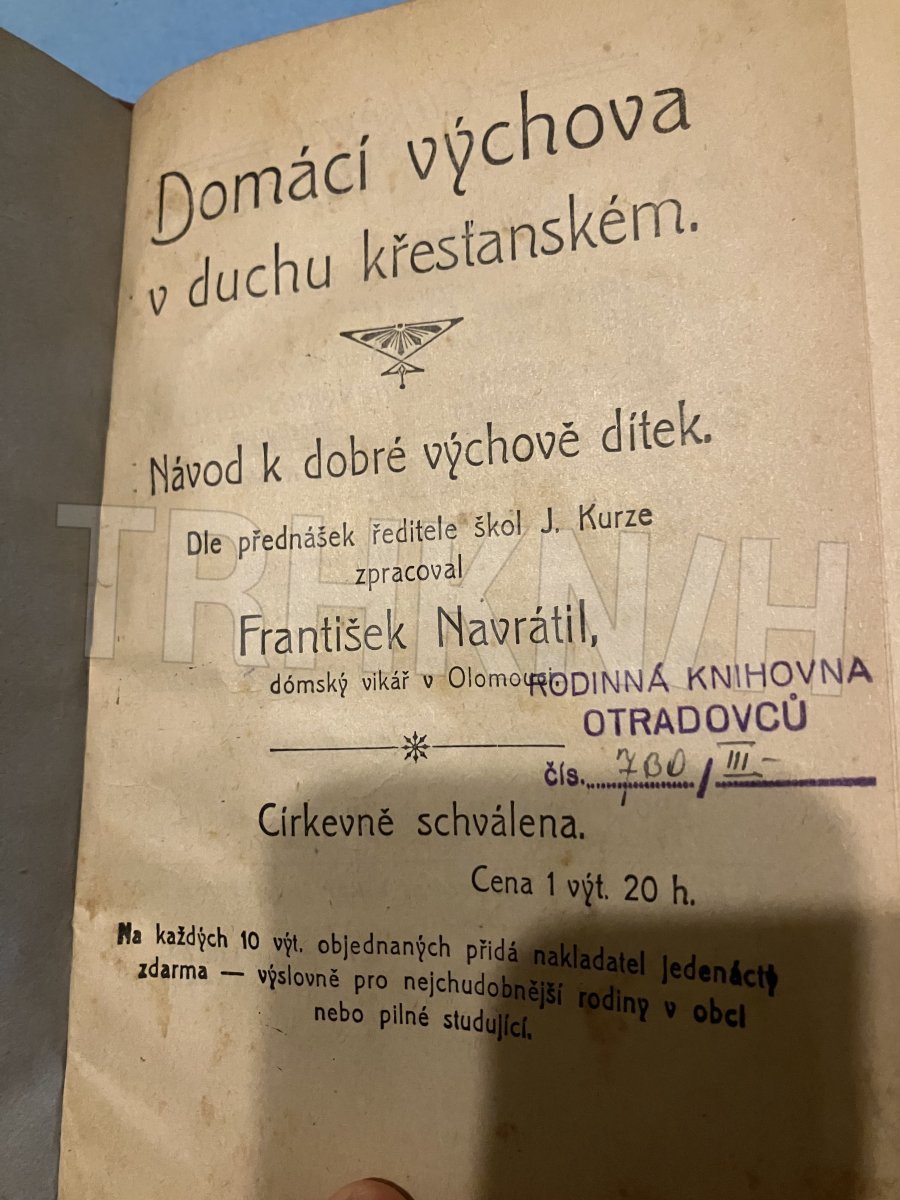 Domácí výchova
v duchu křesťanském.
Návod k dobré výchově dítek.
Dle přednášek ředitele škol J. Kurze
zpracoval
František Navrátil,
dómský vikář v Olomouci.
RODINNÁ KNIHOVNA
OTRADOVCŮ
čís. 780 / III-
Církevně schválena.
Cena 1 výt. 20 h.
Na každých 10 výt. objednaných přidá nakladatel jedenáctý
zdarma — výslovně pro nejchudobnější rodiny v obci
nebo pilné studující.
TRHKNIH